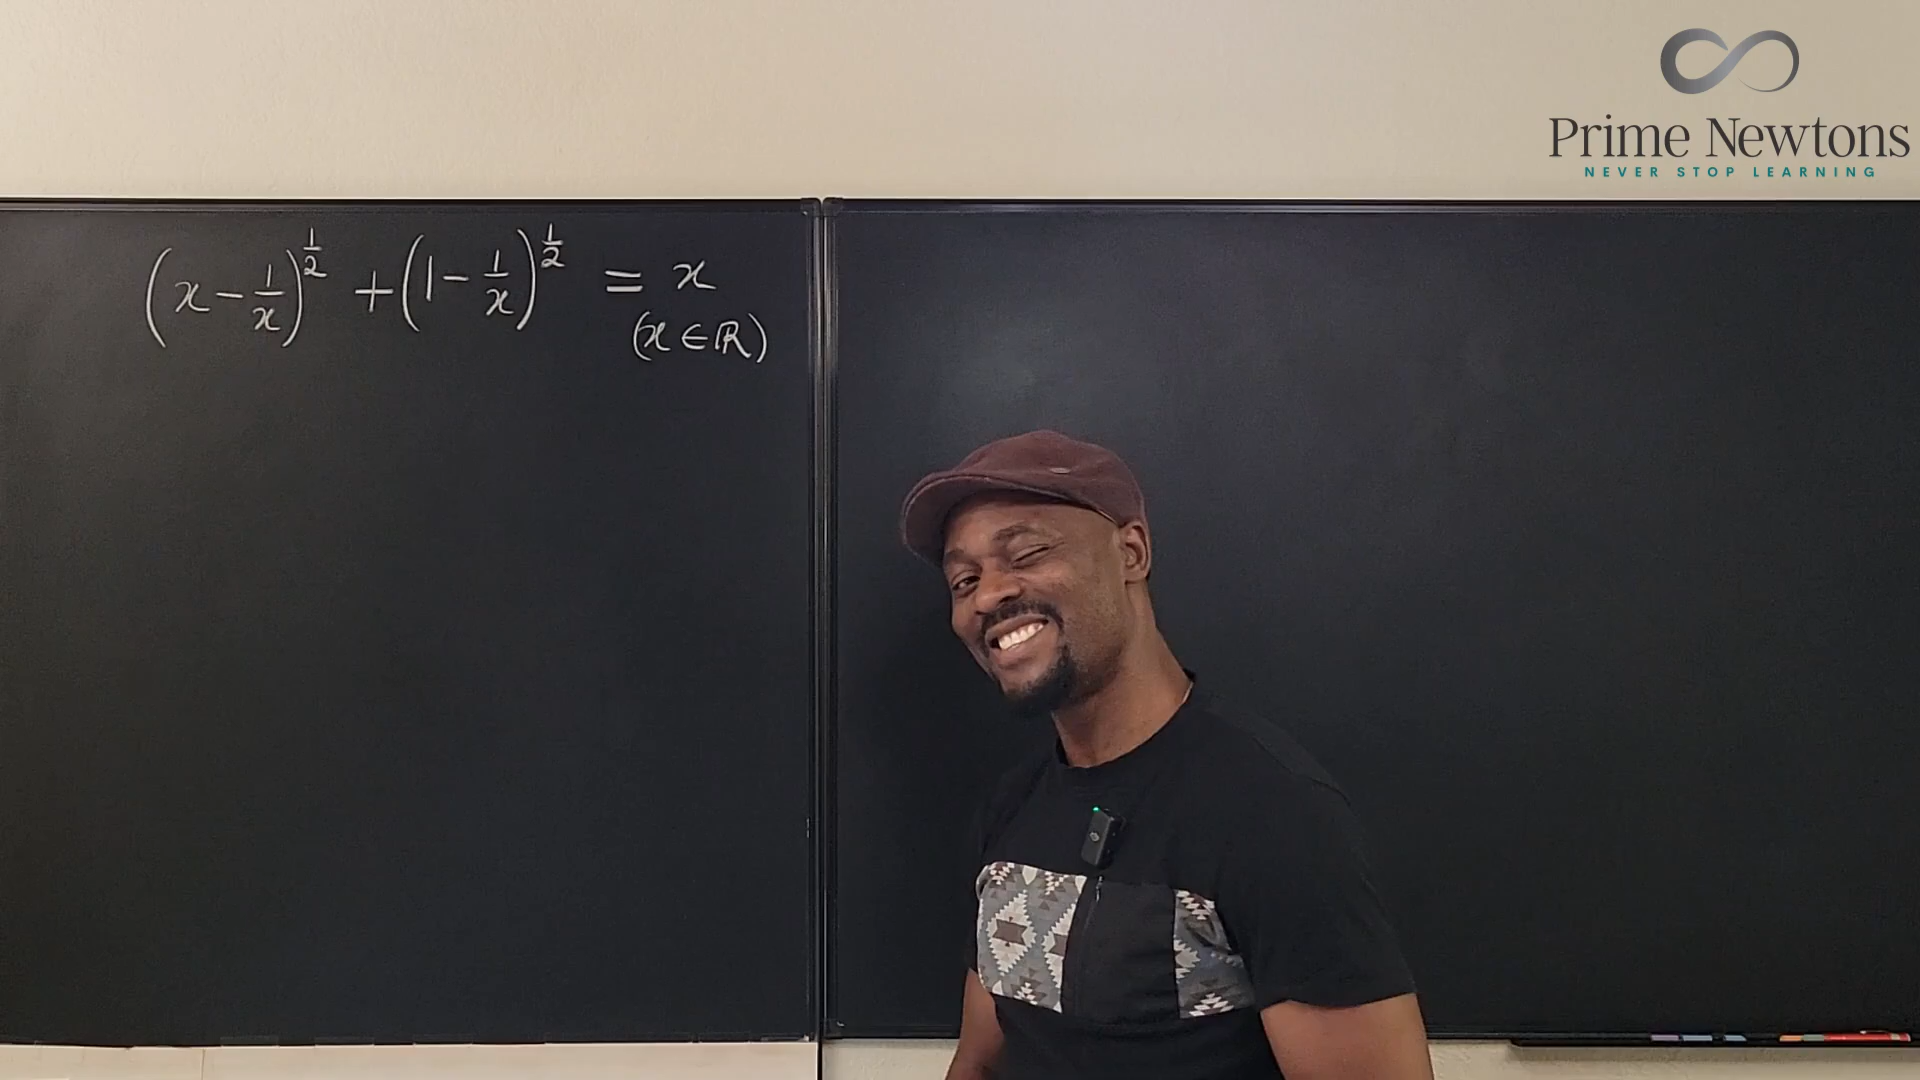 Prime Newtons
NEVER STOP LEARNING
(x - 1/x)^{1/2} + (1 - 1/x)^{1/2} = x
(x ∈ ℝ)